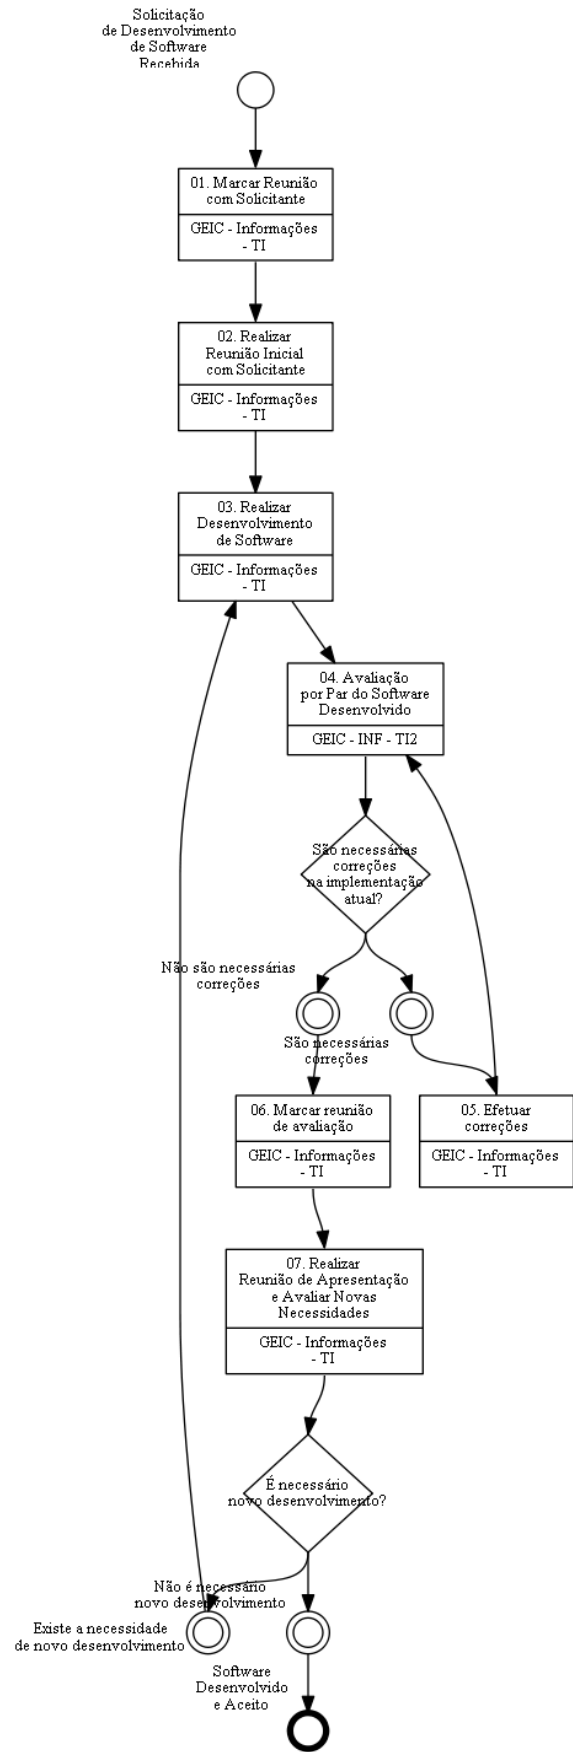 Solicitação
de Desenvolvimento
de Software
Recebida
01. Marcar Reunião
com Solicitante
GEIC - Informações
- TI
02. Realizar
Reunião Inicial
com Solicitante
GEIC - Informações
- TI
03. Realizar
Desenvolvimento
de Software
GEIC - Informações
- TI
04. Avaliação
por Par do Software
Desenvolvido
GEIC - INF - TI2
São necessárias
correções
na implementação
atual?
Não são necessárias
correções
São necessárias
correções
06. Marcar reunião
de avaliação
GEIC - Informações
- TI
05. Efetuar
correções
GEIC - Informações
- TI
07. Realizar
Reunião de Apresentação
e Avaliar Novas
Necessidades
GEIC - Informações
- TI
É necessário
novo desenvolvimento?
Não é necessário
novo desenvolvimento
Existe a necessidade
de novo desenvolvimento
Software
Desenvolvido
e Aceito